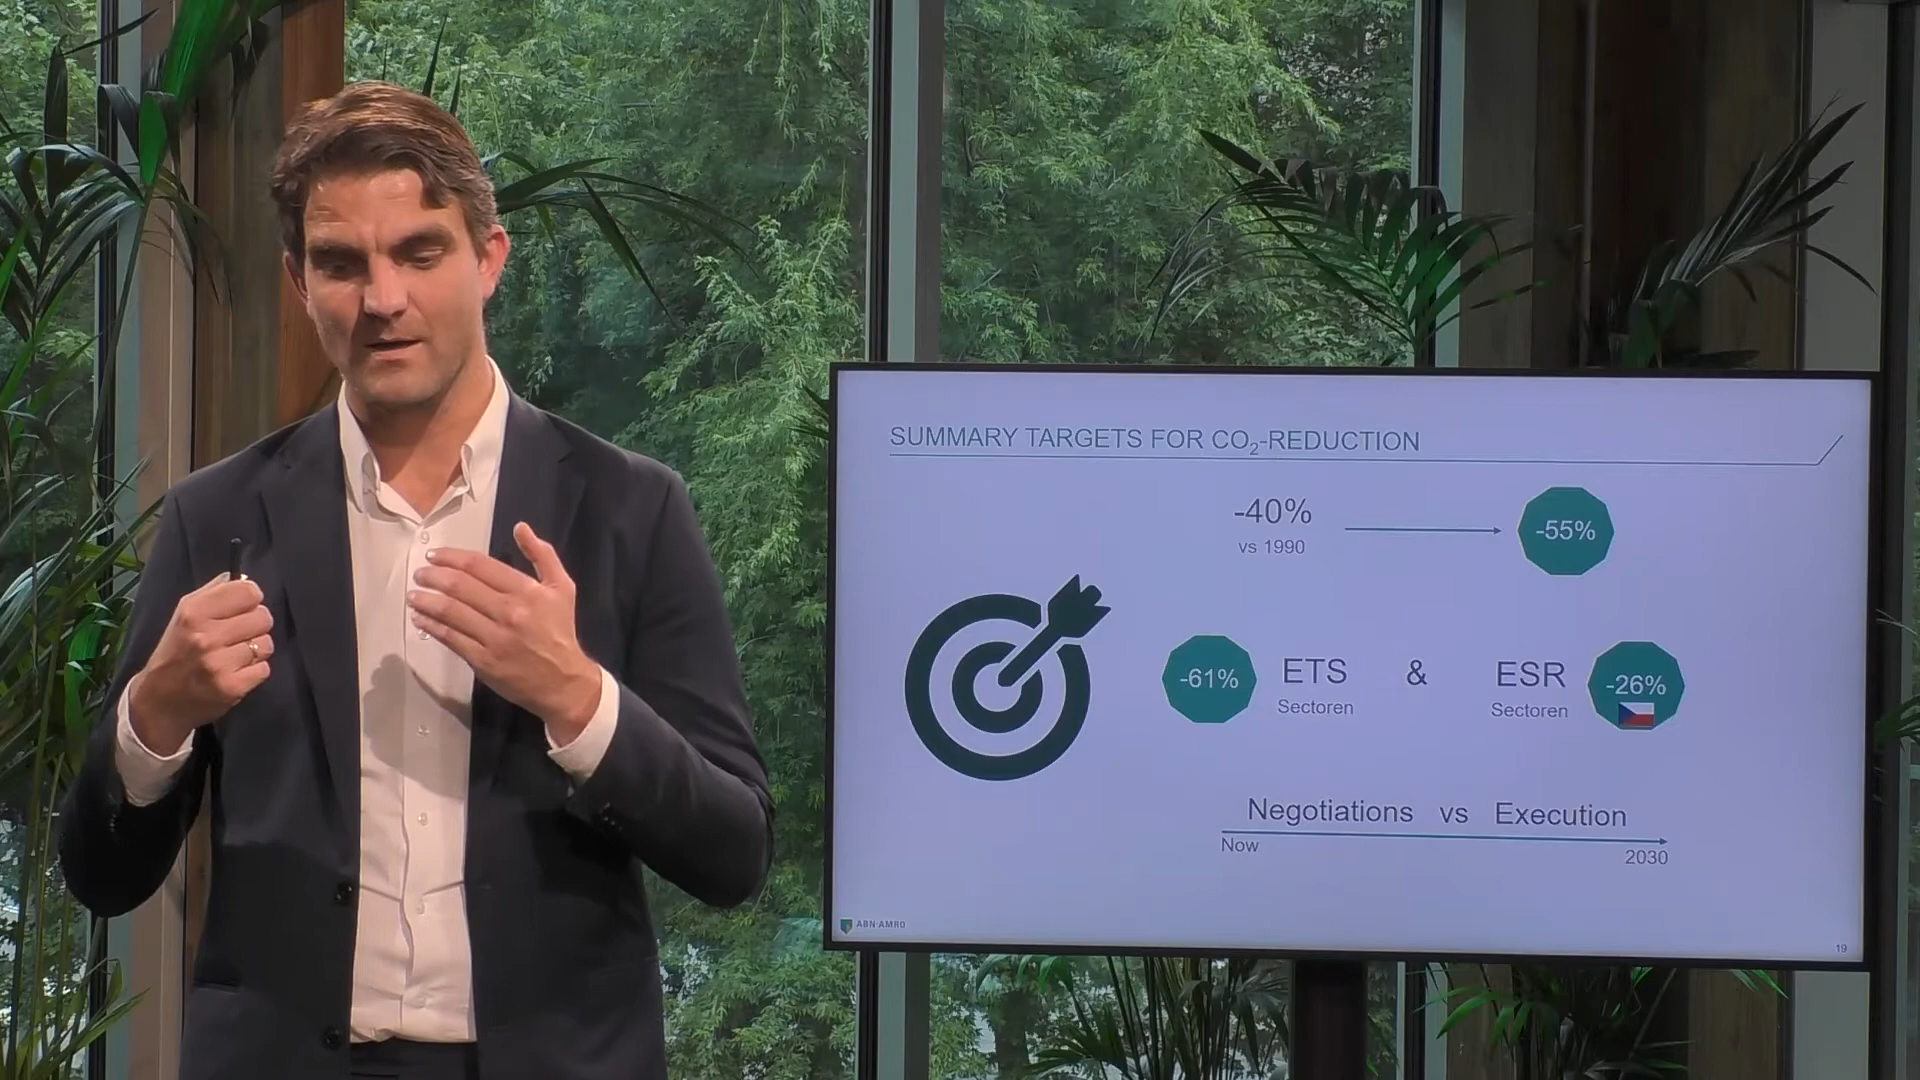 SUMMARY TARGETS FOR CO₂-REDUCTION
-40%
vs 1990
-55%
-61%
ETS
Sectoren
&
ESR
Sectoren
-26%
Negotiations vs Execution
Now
2030
ABN·AMRO
19